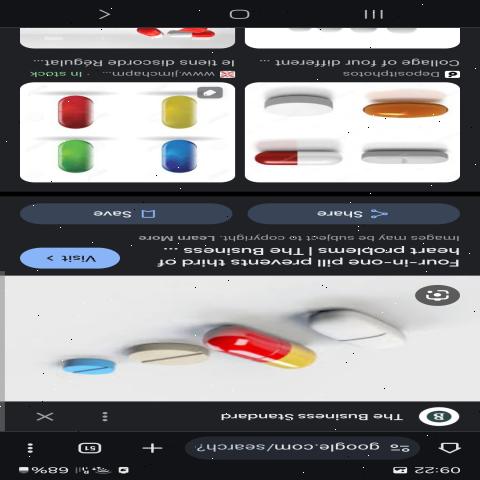 09:22
68%
google.com/search?
51
The Business Standard
Four-in-one pill prevents third of
heart problems | The Business ...
Visit >
Images may be subject to copyright. Learn More
Share
Save
Depositphotos
Collage of four different ...
www.jimchapm... · In stock
le tiens discorde Régulat...